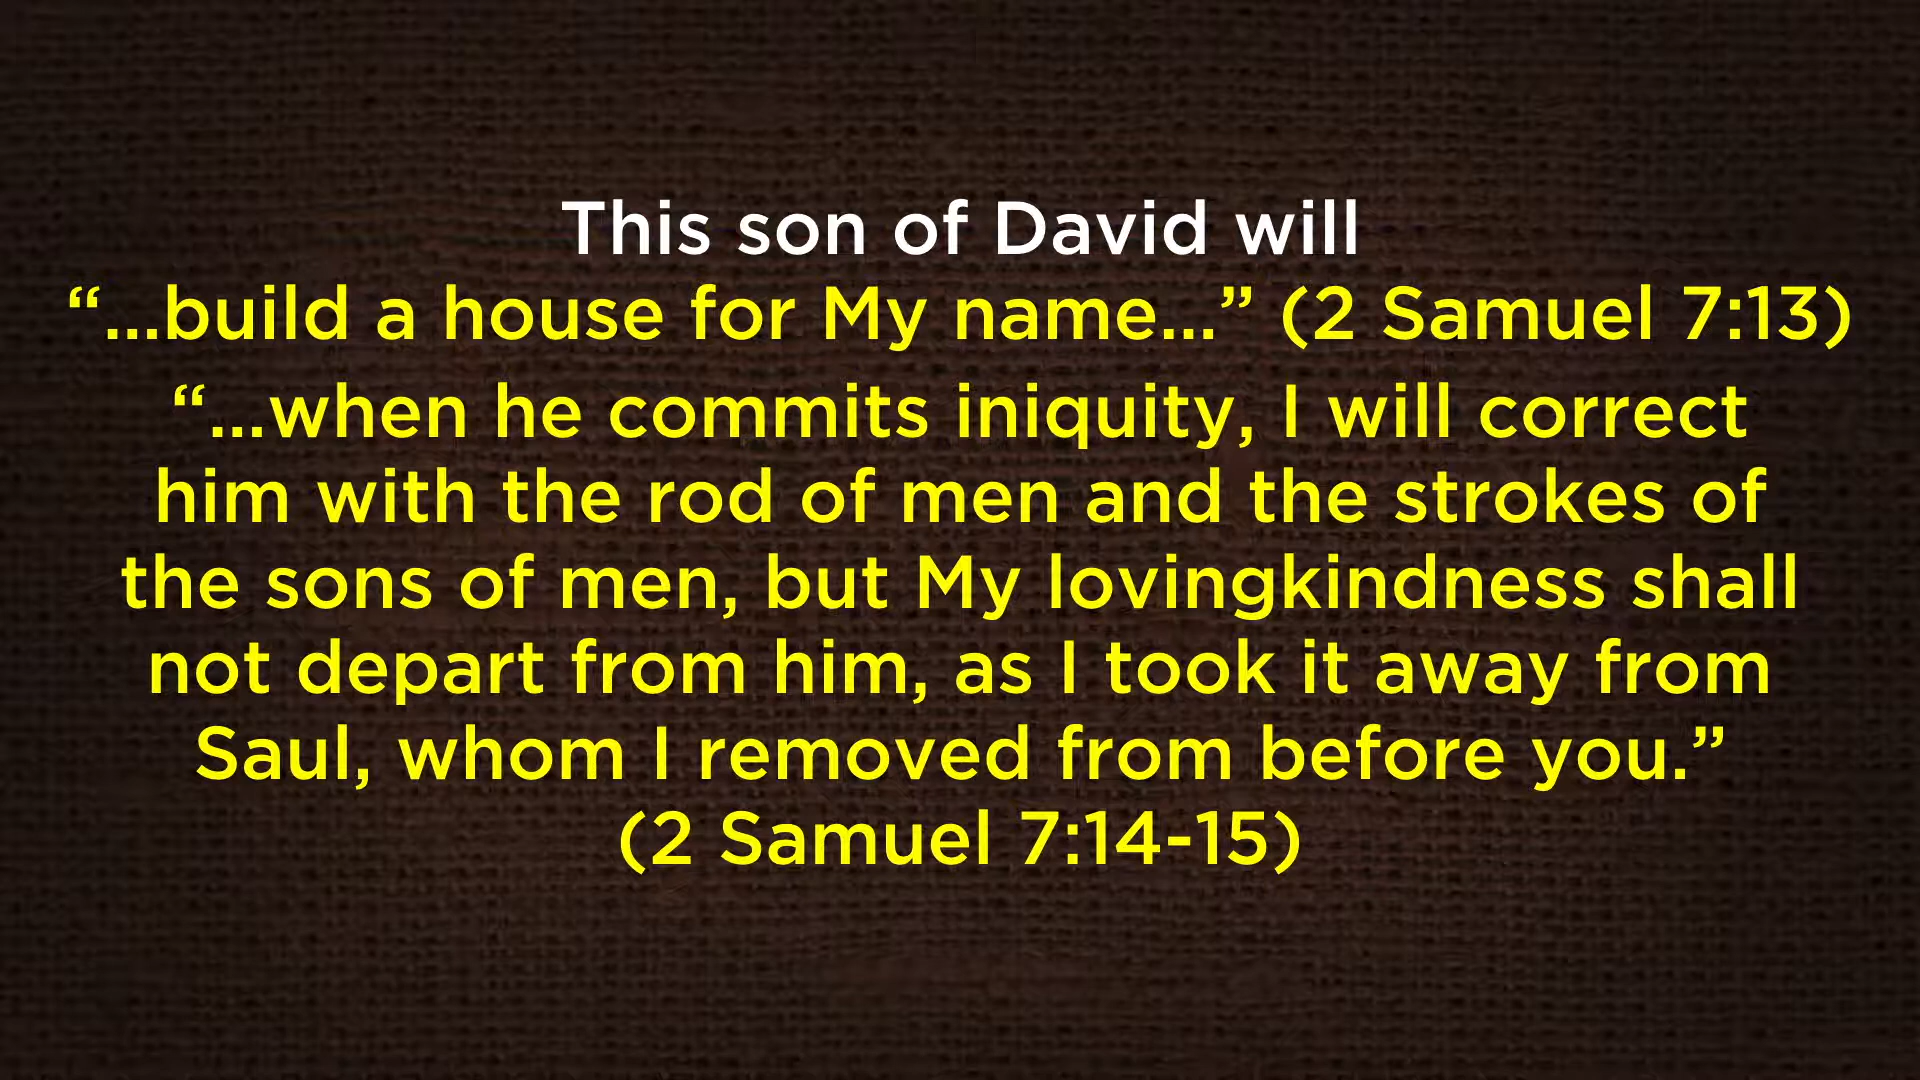 This son of David will
“...build a house for My name...” (2 Samuel 7:13)
“...when he commits iniquity, I will correct
him with the rod of men and the strokes of
the sons of men, but My lovingkindness shall
not depart from him, as I took it away from
Saul, whom I removed from before you.”
(2 Samuel 7:14-15)